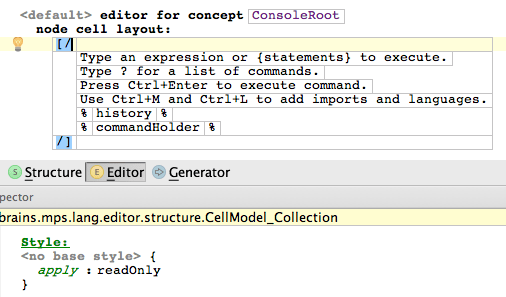 <default> editor for concept ConsoleRoot
node cell layout:
[/
Type an expression or {statements} to execute.
Type ? for a list of commands.
Press Ctrl+Enter to execute command.
Use Ctrl+M and Ctrl+L to add imports and languages.
% history %
% commandHolder %
/]
S Structure E Editor Generator
pector
brains.mps.lang.editor.structure.CellModel_Collection
Style:
<no base style> {
apply : readOnly
}